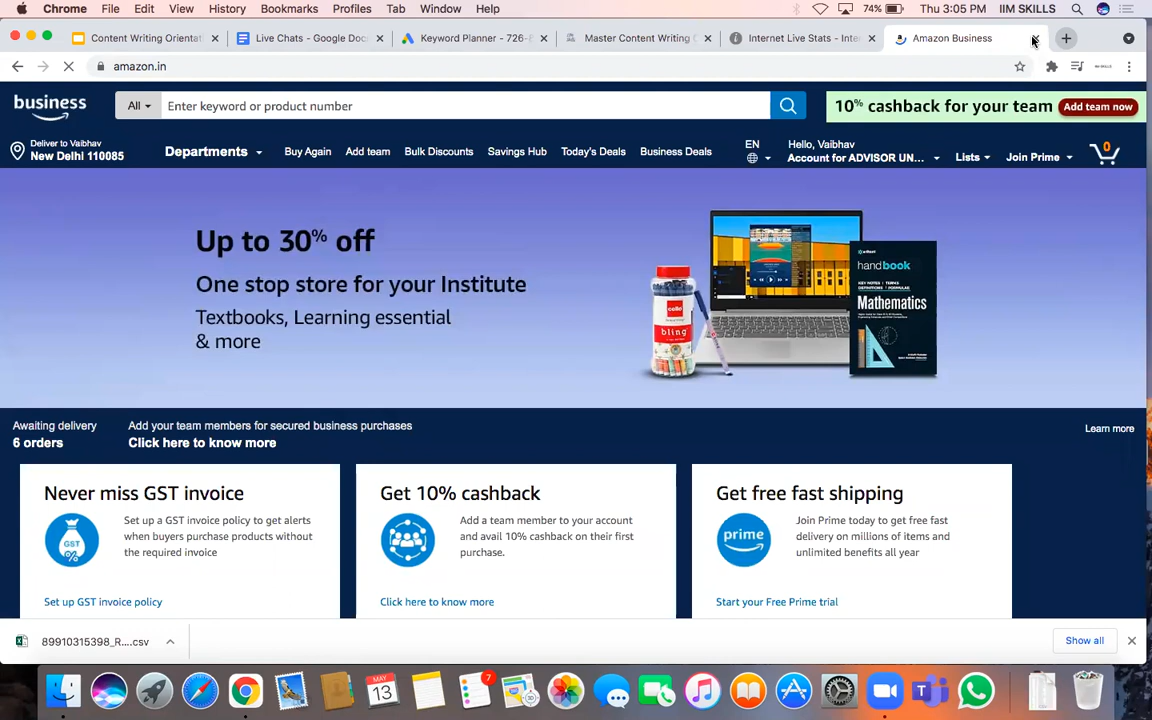 Chrome File Edit View History Bookmarks Profiles Tab Window Help 74% Thu 3:05 PM IIM SKILLS
Content Writing Orientat Live Chats - Google Docs Keyword Planner - 726- Master Content Writing C Internet Live Stats - Inte Amazon Business
amazon.in
business All Enter keyword or product number 10% cashback for your team Add team now
Deliver to Vaibhav
New Delhi 110085
Departments Buy Again Add team Bulk Discounts Savings Hub Today's Deals Business Deals
EN
Hello, Vaibhav
Account for ADVISOR UN... Lists Join Prime 0
Up to 30% off
One stop store for your Institute
Textbooks, Learning essential
& more
cello
bling
handbook
KEY NOTES TERMS
DEFINITIONS FORMULAE
Mathematics
Awaiting delivery
6 orders
Add your team members for secured business purchases
Click here to know more
Learn more
Never miss GST invoice
GST
%
Set up a GST invoice policy to get alerts
when buyers purchase products without
the required invoice
Set up GST invoice policy
Get 10% cashback
Add a team member to your account
and avail 10% cashback on their first
purchase.
Click here to know more
Get free fast shipping
prime
Join Prime today to get free fast
delivery on millions of items and
unlimited benefits all year
Start your Free Prime trial
89910315398_R....csv Show all
MAY
13
7